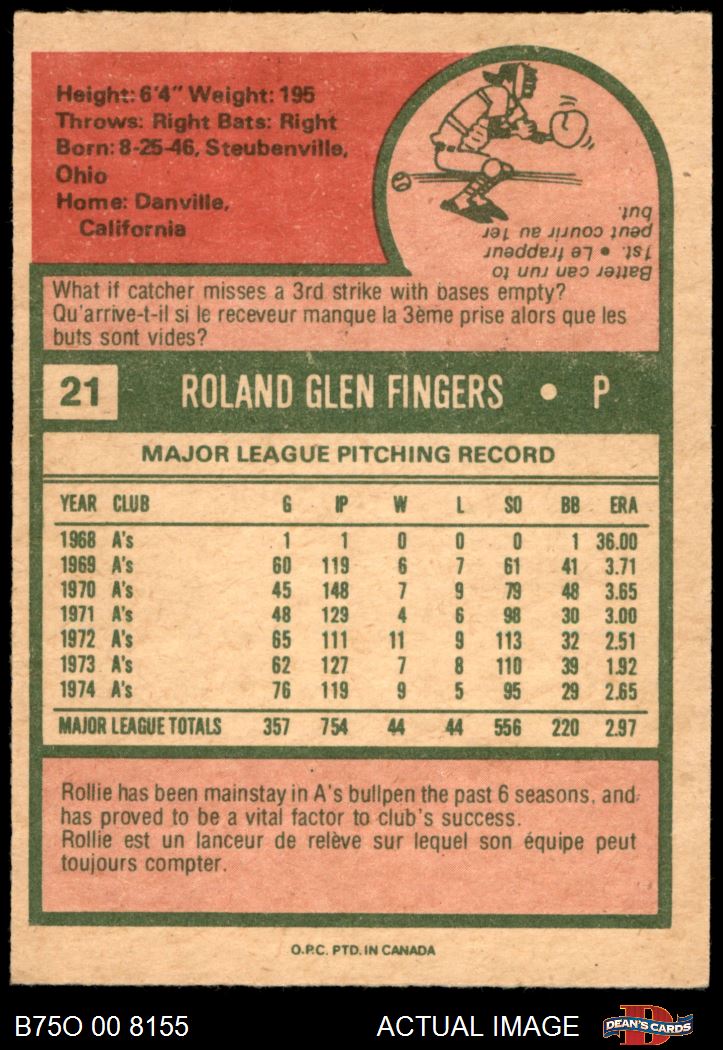 Height: 6'4" Weight: 195
Throws: Right Bats: Right
Born: 8-25-46, Steubenville,
Ohio
Home: Danville,
California
Batter can run to
1st. • Le frappeur
peut courir au 1er
but.
What if catcher misses a 3rd strike with bases empty?
Qu'arrive-t-il si le receveur manque la 3ème prise alors que les
buts sont vides?
21 ROLAND GLEN FINGERS • P
MAJOR LEAGUE PITCHING RECORD
YEAR CLUB G IP W L SO BB ERA
1968 A's 1 1 0 0 0 1 36.00
1969 A's 60 119 6 7 61 41 3.71
1970 A's 45 148 7 9 79 48 3.65
1971 A's 48 129 4 6 98 30 3.00
1972 A's 65 111 11 9 113 32 2.51
1973 A's 62 127 7 8 110 39 1.92
1974 A's 76 119 9 5 95 29 2.65
MAJOR LEAGUE TOTALS 357 754 44 44 556 220 2.97
Rollie has been mainstay in A's bullpen the past 6 seasons, and
has proved to be a vital factor to club's success.
Rollie est un lanceur de relève sur lequel son équipe peut
toujours compter.
O.P.C. PTD. IN CANADA
B75O 00 8155 ACTUAL IMAGE D DEAN'S CARDS